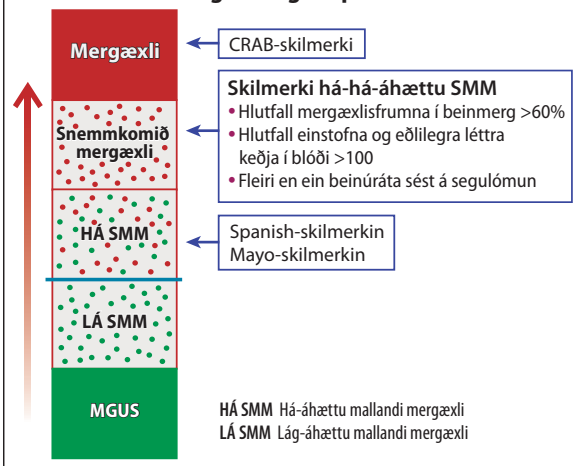 Mergæxli
CRAB-skilmerki
Skilmerki há-há-áhættu SMM
• Hlutfall mergæxlisfrumna í beinmerg >60%
• Hlutfall einstofna og eðlilegra léttra
keðja í blóði >100
• Fleiri en ein beinúráta sést á segulómun
Snemmkomið
mergæxli
HÁ SMM
Spanish-skilmerkin
Mayo-skilmerkin
LÁ SMM
MGUS
HÁ SMM Há-áhættu mallandi mergæxli
LÁ SMM Lág-áhættu mallandi mergæxli